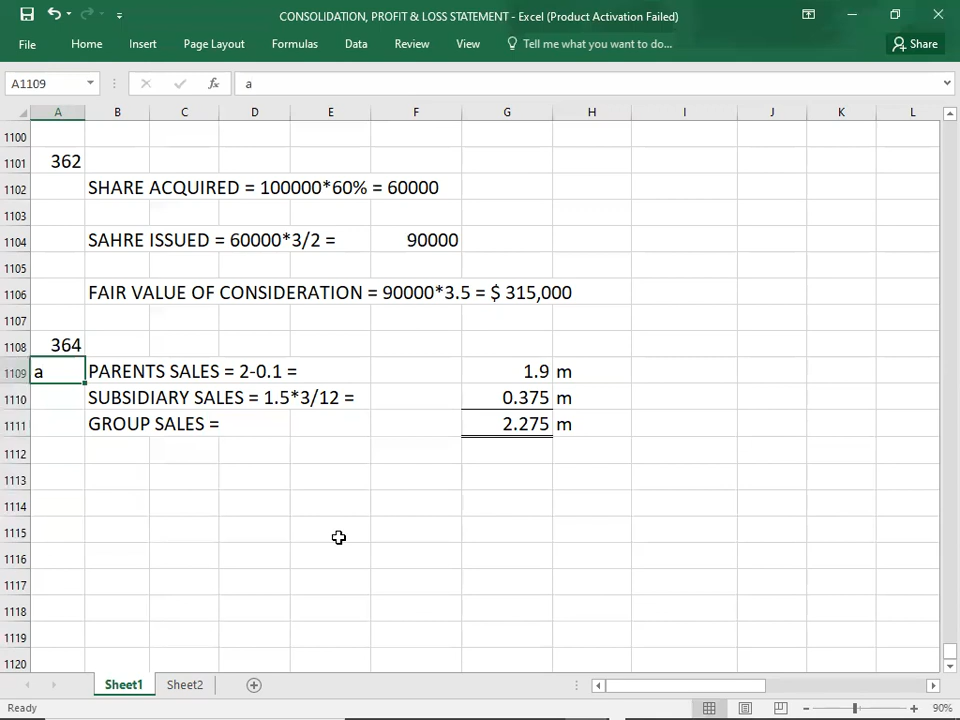 CONSOLIDATION, PROFIT & LOSS STATEMENT - Excel (Product Activation Failed)
File Home Insert Page Layout Formulas Data Review View Tell me what you want to do... Share
A1109 fx a
A B C D E F G H I J K L
1100
1101 362
1102 SHARE ACQUIRED = 100000*60% = 60000
1103
1104 SAHRE ISSUED = 60000*3/2 = 90000
1105
1106 FAIR VALUE OF CONSIDERATION = 90000*3.5 = $ 315,000
1107
1108 364
1109 a PARENTS SALES = 2-0.1 = 1.9 m
1110 SUBSIDIARY SALES = 1.5*3/12 = 0.375 m
1111 GROUP SALES = 2.275 m
1112
1113
1114
1115
1116
1117
1118
1119
1120
Sheet1 Sheet2
Ready 90%